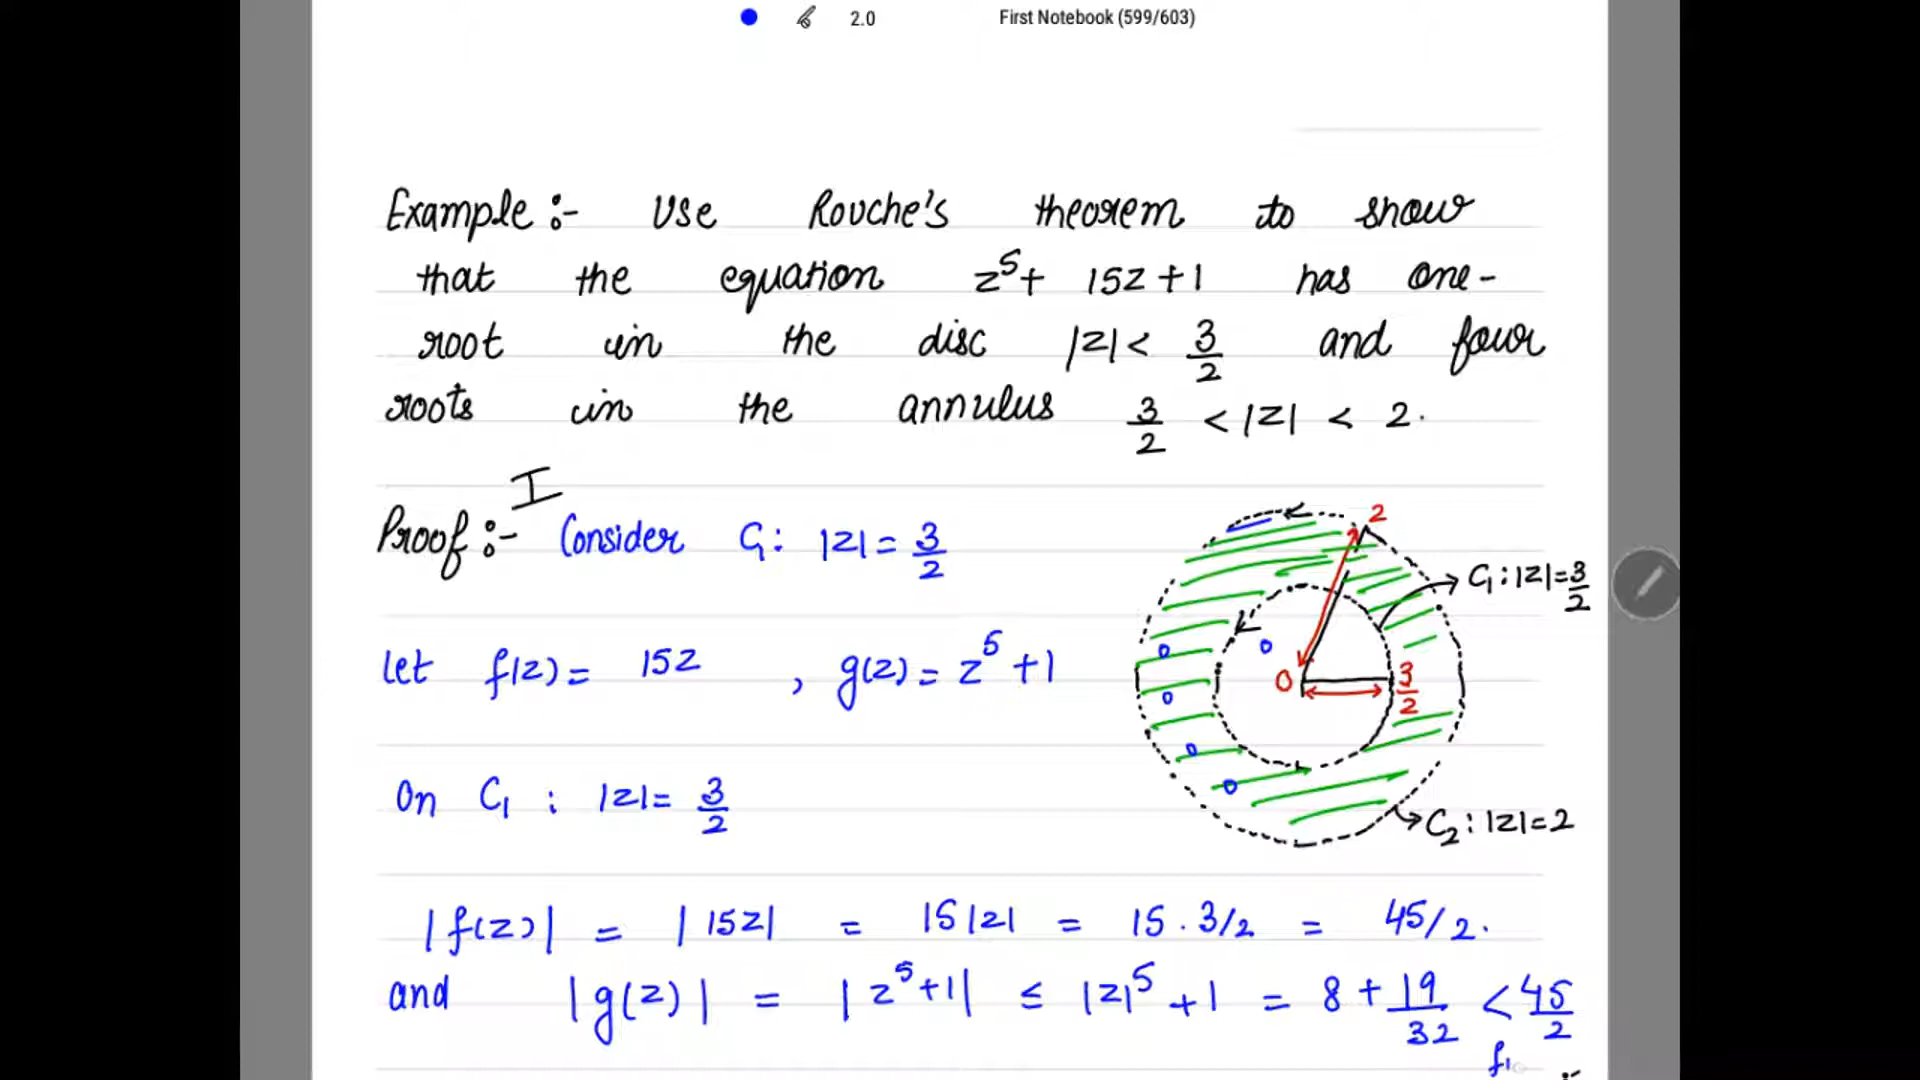 2.0 First Notebook (599/603)
Example :- Use Rouche's theorem to show
that the equation z⁵ + 15z + 1 has one-
root in the disc |z| < 3/2 and four
roots in the annulus 3/2 < |z| < 2.
I
Proof :- Consider C₁ : |z| = 3/2
2
C₁ : |z| = 3/2
let f(z) = 15z , g(z) = z⁵ + 1
0 3/2
On C₁ : |z| = 3/2
C₂ : |z| = 2
|f(z)| = |15z| = 15|z| = 15 . 3/2 = 45/2.
and |g(z)| = |z⁵+1| ≤ |z|⁵ + 1 = 8 + 19/32 < 45/2